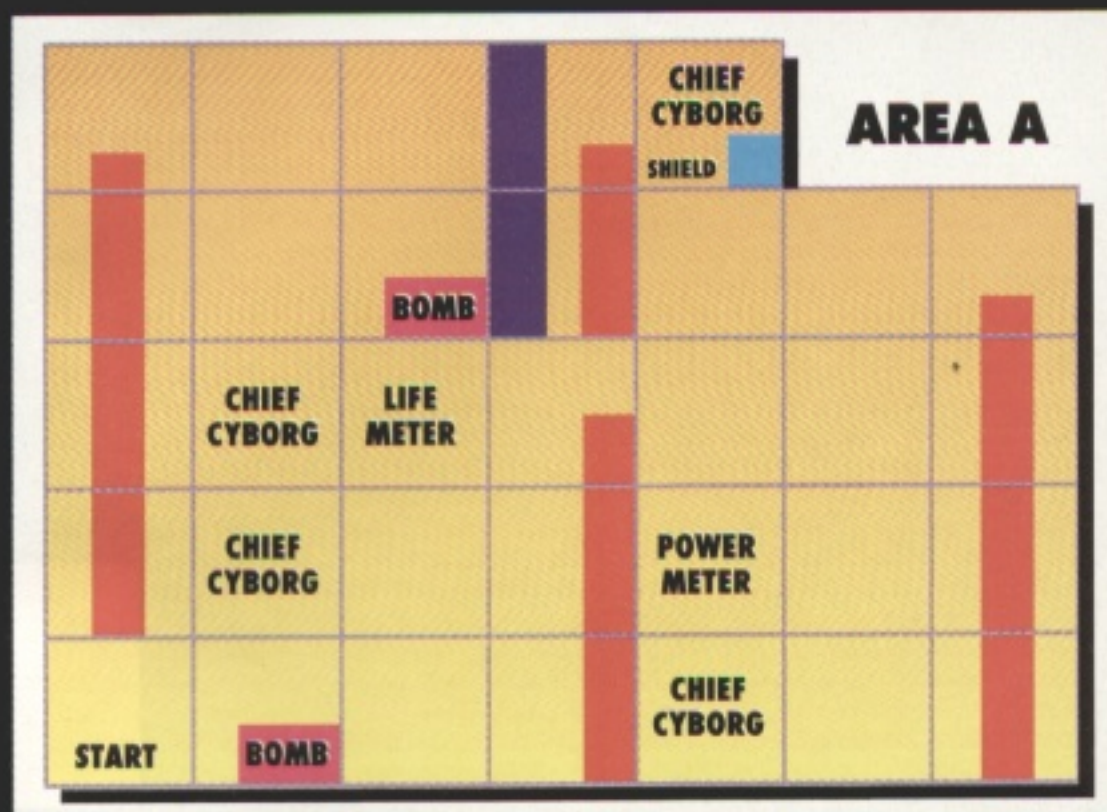 CHIEF
CYBORG
SHIELD
AREA A
BOMB
CHIEF
CYBORG
LIFE
METER
CHIEF
CYBORG
POWER
METER
CHIEF
CYBORG
START
BOMB